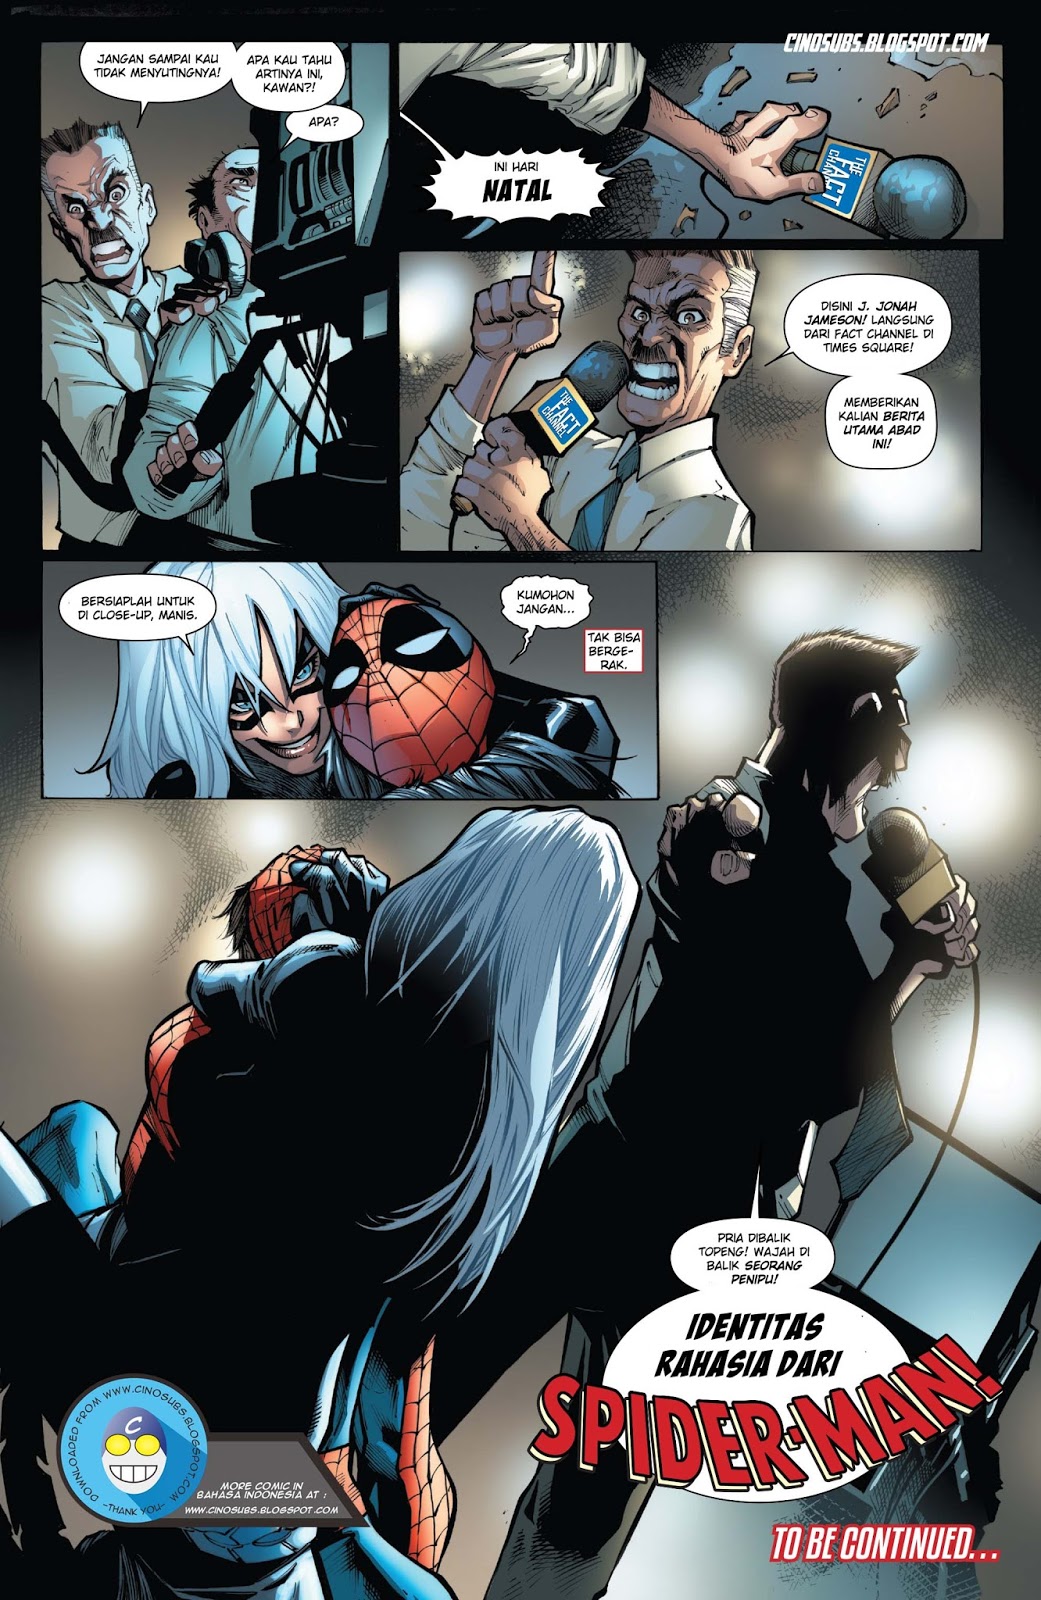 CINOSUBS.BLOGSPOT.COM
JANGAN SAMPAI KAU
TIDAK MENYUTINGNYA!
APA KAU TAHU
ARTINYA INI,
KAWAN?!
APA?
INI HARI
NATAL
THE
FACT
CHAN
DISINI J. JONAH
JAMESON! LANGSUNG
DARI FACT CHANNEL DI
TIMES SQUARE!
MEMBERIKAN
KALIAN BERITA
UTAMA ABAD
INI!
THE
FACT
CHANNEL
BERSIAPLAH UNTUK
DI CLOSE-UP, MANIS.
KUMOHON
JANGAN...
TAK BISA
BERGE-
RAK.
PRIA DIBALIK
TOPENG! WAJAH DI
BALIK SEORANG
PENIPU!
IDENTITAS
RAHASIA DARI
SPIDER-MAN!
DOWNLOADED FROM WWW.CINOSUBS.BLOGSPOT.COM
C
-THANK YOU-
MORE COMIC IN
BAHASA INDONESIA AT :
WWW.CINOSUBS.BLOGSPOT.COM
TO BE CONTINUED...